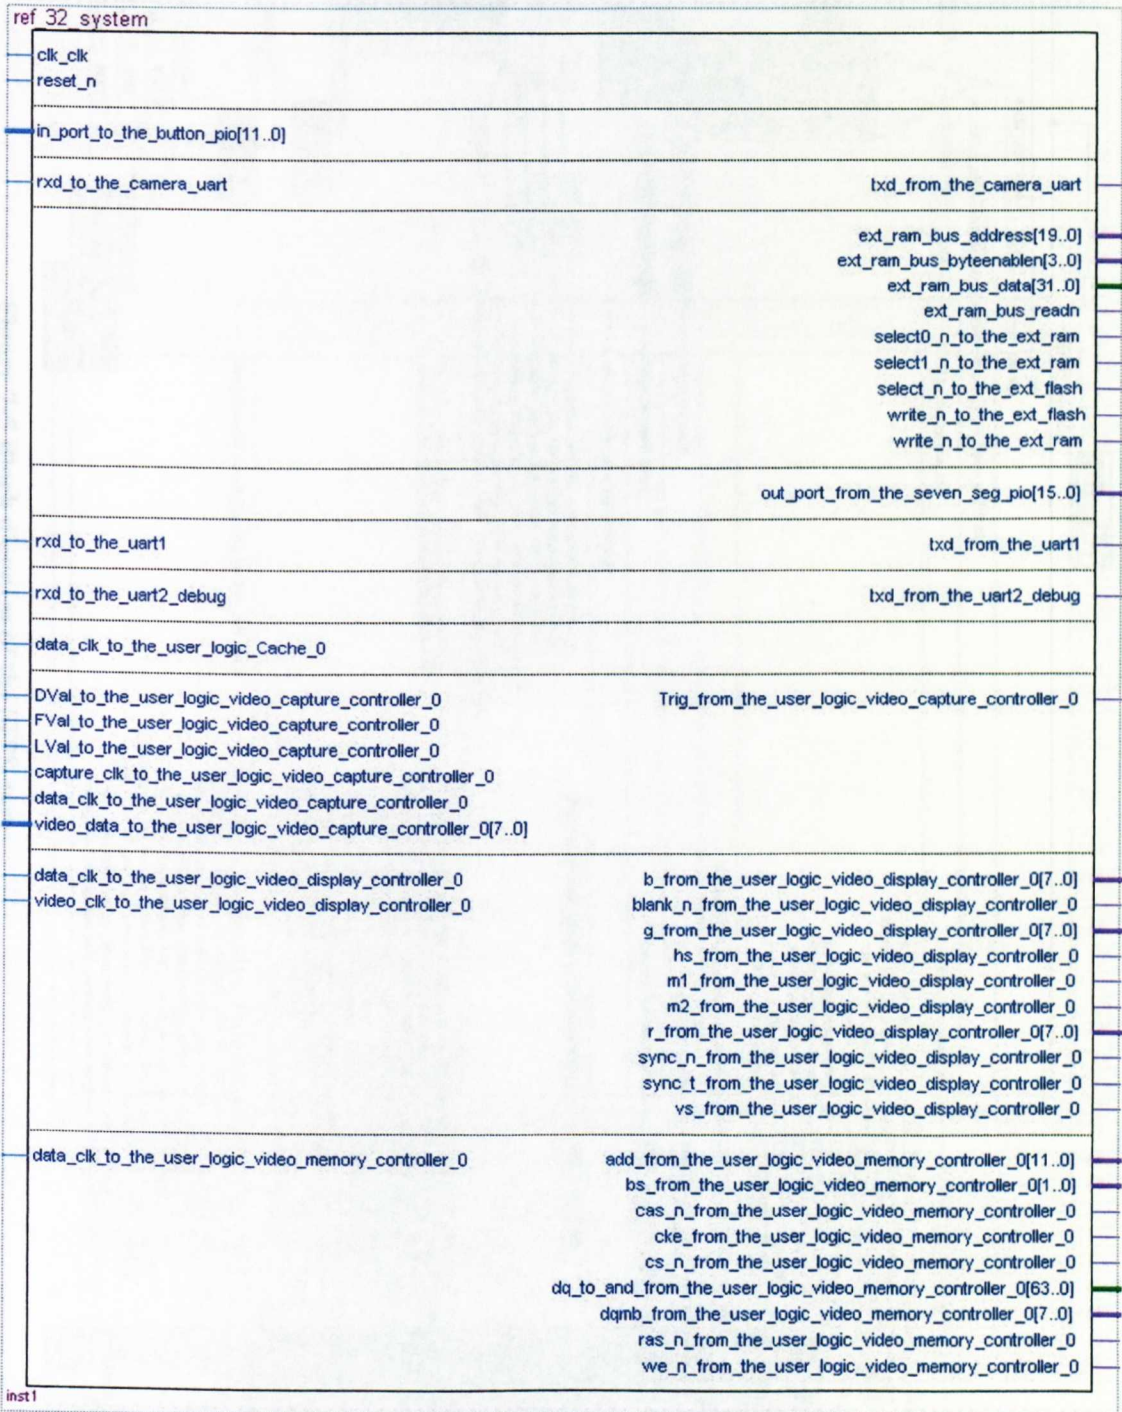 ref_32_system
clk_clk
reset_n
in_port_to_the_button_pio[11..0]
rxd_to_the_camera_uart txd_from_the_camera_uart
ext_ram_bus_address[19..0]
ext_ram_bus_byteenablen[3..0]
ext_ram_bus_data[31..0]
ext_ram_bus_readn
select0_n_to_the_ext_ram
select1_n_to_the_ext_ram
select_n_to_the_ext_flash
write_n_to_the_ext_flash
write_n_to_the_ext_ram
out_port_from_the_seven_seg_pio[15..0]
rxd_to_the_uart1 txd_from_the_uart1
rxd_to_the_uart2_debug txd_from_the_uart2_debug
data_clk_to_the_user_logic_Cache_0
DVal_to_the_user_logic_video_capture_controller_0 Trig_from_the_user_logic_video_capture_controller_0
FVal_to_the_user_logic_video_capture_controller_0
LVal_to_the_user_logic_video_capture_controller_0
capture_clk_to_the_user_logic_video_capture_controller_0
data_clk_to_the_user_logic_video_capture_controller_0
video_data_to_the_user_logic_video_capture_controller_0[7..0]
data_clk_to_the_user_logic_video_display_controller_0 b_from_the_user_logic_video_display_controller_0[7..0]
video_clk_to_the_user_logic_video_display_controller_0 blank_n_from_the_user_logic_video_display_controller_0
g_from_the_user_logic_video_display_controller_0[7..0]
hs_from_the_user_logic_video_display_controller_0
m1_from_the_user_logic_video_display_controller_0
m2_from_the_user_logic_video_display_controller_0
r_from_the_user_logic_video_display_controller_0[7..0]
sync_n_from_the_user_logic_video_display_controller_0
sync_t_from_the_user_logic_video_display_controller_0
vs_from_the_user_logic_video_display_controller_0
data_clk_to_the_user_logic_video_memory_controller_0 add_from_the_user_logic_video_memory_controller_0[11..0]
bs_from_the_user_logic_video_memory_controller_0[1..0]
cas_n_from_the_user_logic_video_memory_controller_0
cke_from_the_user_logic_video_memory_controller_0
cs_n_from_the_user_logic_video_memory_controller_0
dq_to_and_from_the_user_logic_video_memory_controller_0[63..0]
dqmb_from_the_user_logic_video_memory_controller_0[7..0]
ras_n_from_the_user_logic_video_memory_controller_0
we_n_from_the_user_logic_video_memory_controller_0
inst1